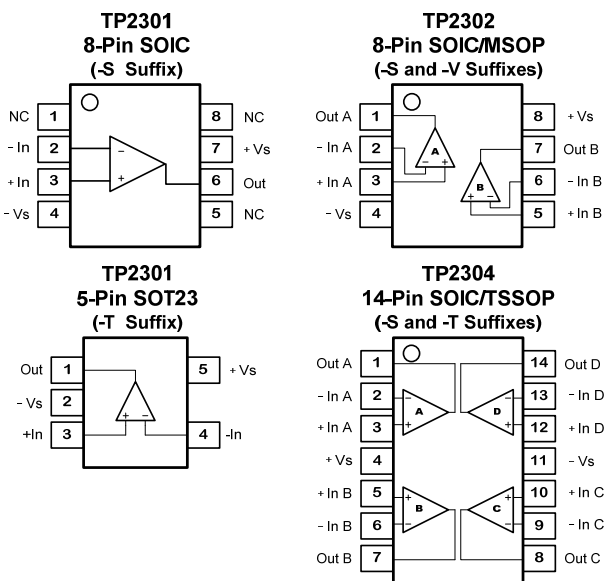 TP2301
8-Pin SOIC
(-S Suffix)
NC 1 8 NC
- In 2 - 7 + Vs
+ In 3 + 6 Out
- Vs 4 5 NC
TP2302
8-Pin SOIC/MSOP
(-S and -V Suffixes)
Out A 1 8 + Vs
- In A 2 A - + 7 Out B
+ In A 3 B 6 - In B
- Vs 4 + - 5 + In B
TP2301
5-Pin SOT23
(-T Suffix)
Out 1 5 + Vs
- Vs 2
+In 3 + - 4 -In
TP2304
14-Pin SOIC/TSSOP
(-S and -T Suffixes)
Out A 1 14 Out D
- In A 2 - A D - 13 - In D
+ In A 3 + + 12 + In D
+ Vs 4 11 - Vs
+ In B 5 + B C + 10 + In C
- In B 6 - - 9 - In C
Out B 7 8 Out C